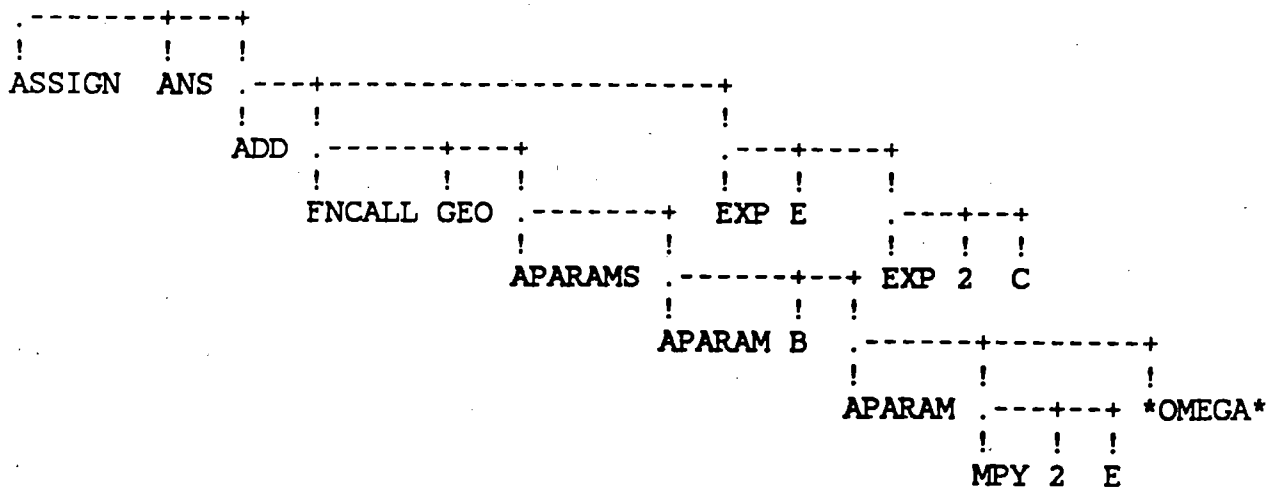 .-------+----+
! ! !
ASSIGN ANS .---+----------------------+
! ! !
ADD .-------+---+ .---+-----+
! ! ! ! ! !
FNCALL GEO .--------+ EXP E .---+--+
! ! ! ! !
APARAMS .-------+--+ EXP 2 C
! ! !
APARAM B .-------+---------+
! ! !
APARAM .---+--+ *OMEGA*
! ! !
MPY 2 E